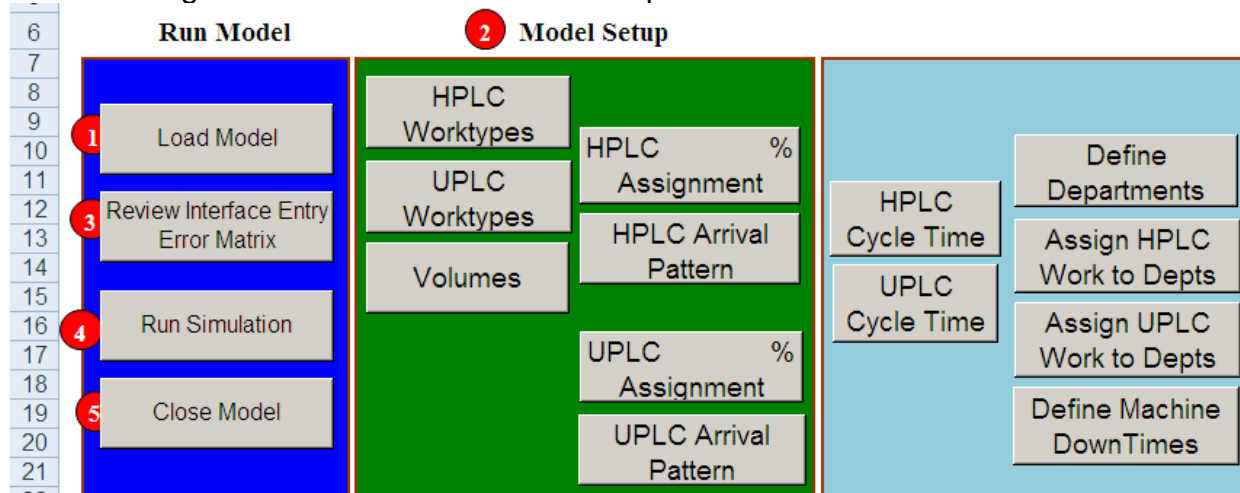 6
7
8
9
10
11
12
13
14
15
16
17
18
19
20
21
Run Model
2 Model Setup
1
Load Model
3
Review Interface Entry
Error Matrix
4
Run Simulation
5
Close Model
HPLC
Worktypes
UPLC
Worktypes
Volumes
HPLC %
Assignment
HPLC Arrival
Pattern
UPLC %
Assignment
UPLC Arrival
Pattern
HPLC
Cycle Time
UPLC
Cycle Time
Define
Departments
Assign HPLC
Work to Depts
Assign UPLC
Work to Depts
Define Machine
DownTimes